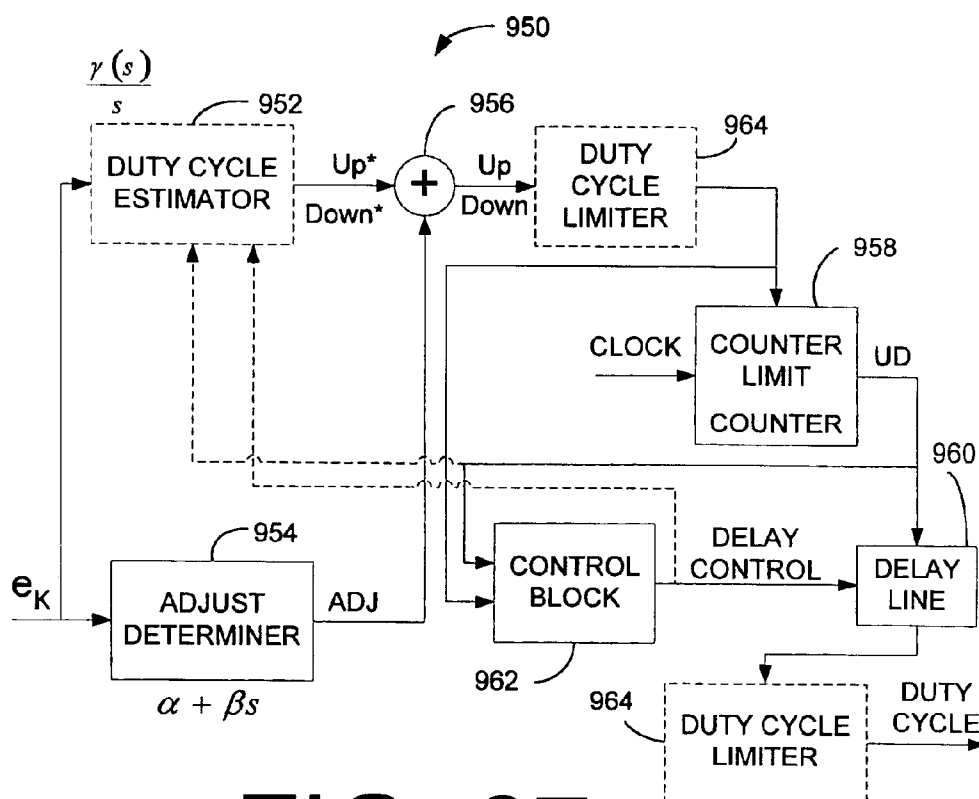 950
γ(s)
s
952
956
964
DUTY CYCLE
ESTIMATOR
Up*
Down*
+
Up
Down
DUTY
CYCLE
LIMITER
958
CLOCK
COUNTER
LIMIT
COUNTER
UD
960
954
eK
ADJUST
DETERMINER
ADJ
α + βs
CONTROL
BLOCK
962
DELAY
CONTROL
DELAY
LINE
964
DUTY CYCLE
LIMITER
DUTY
CYCLE